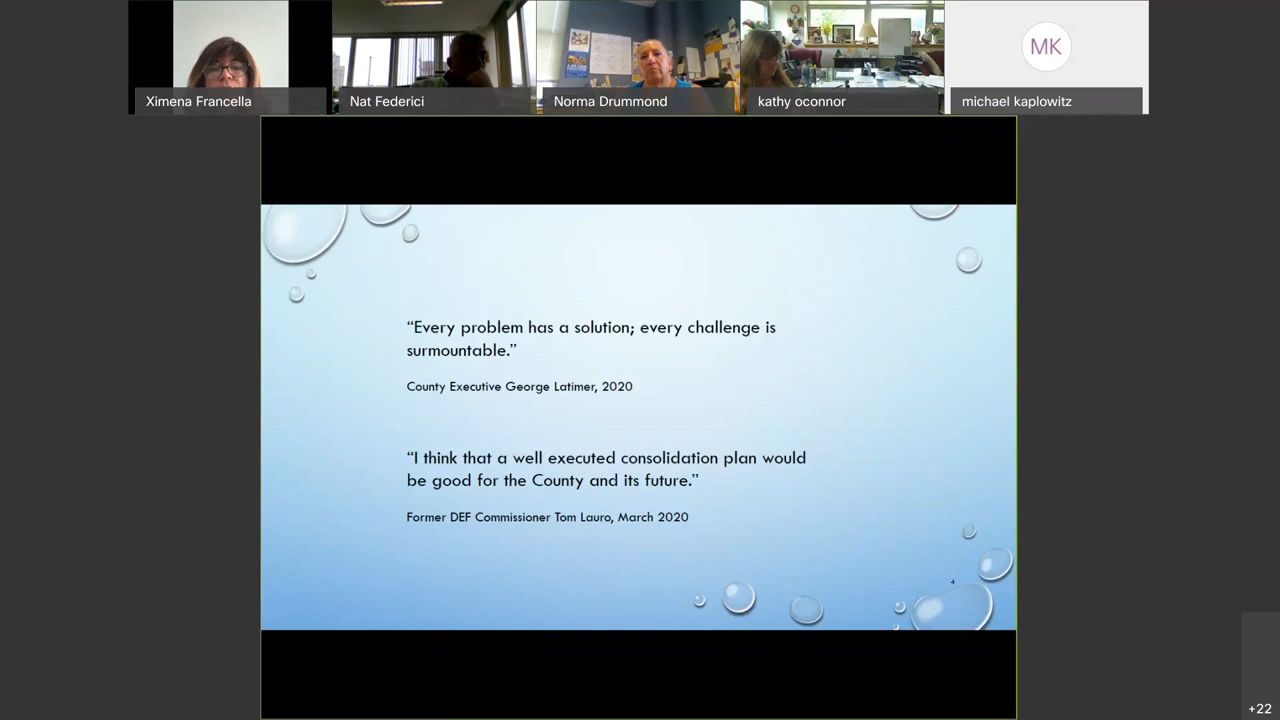 MK
Ximena Francella
Nat Federici
Norma Drummond
kathy oconnor
michael kaplowitz
“Every problem has a solution; every challenge is
surmountable.”
County Executive George Latimer, 2020
“I think that a well executed consolidation plan would
be good for the County and its future.”
Former DEF Commissioner Tom Lauro, March 2020
4
+22